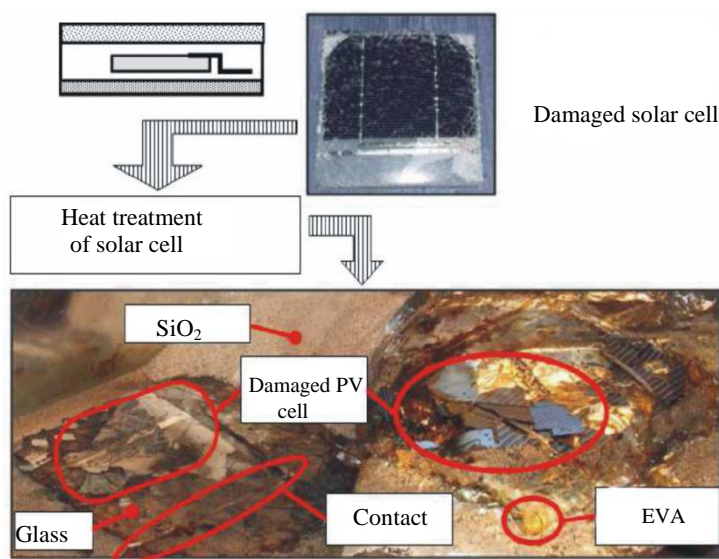 Damaged solar cell
Heat treatment
of solar cell
SiO₂
Damaged PV
cell
Glass
Contact
EVA